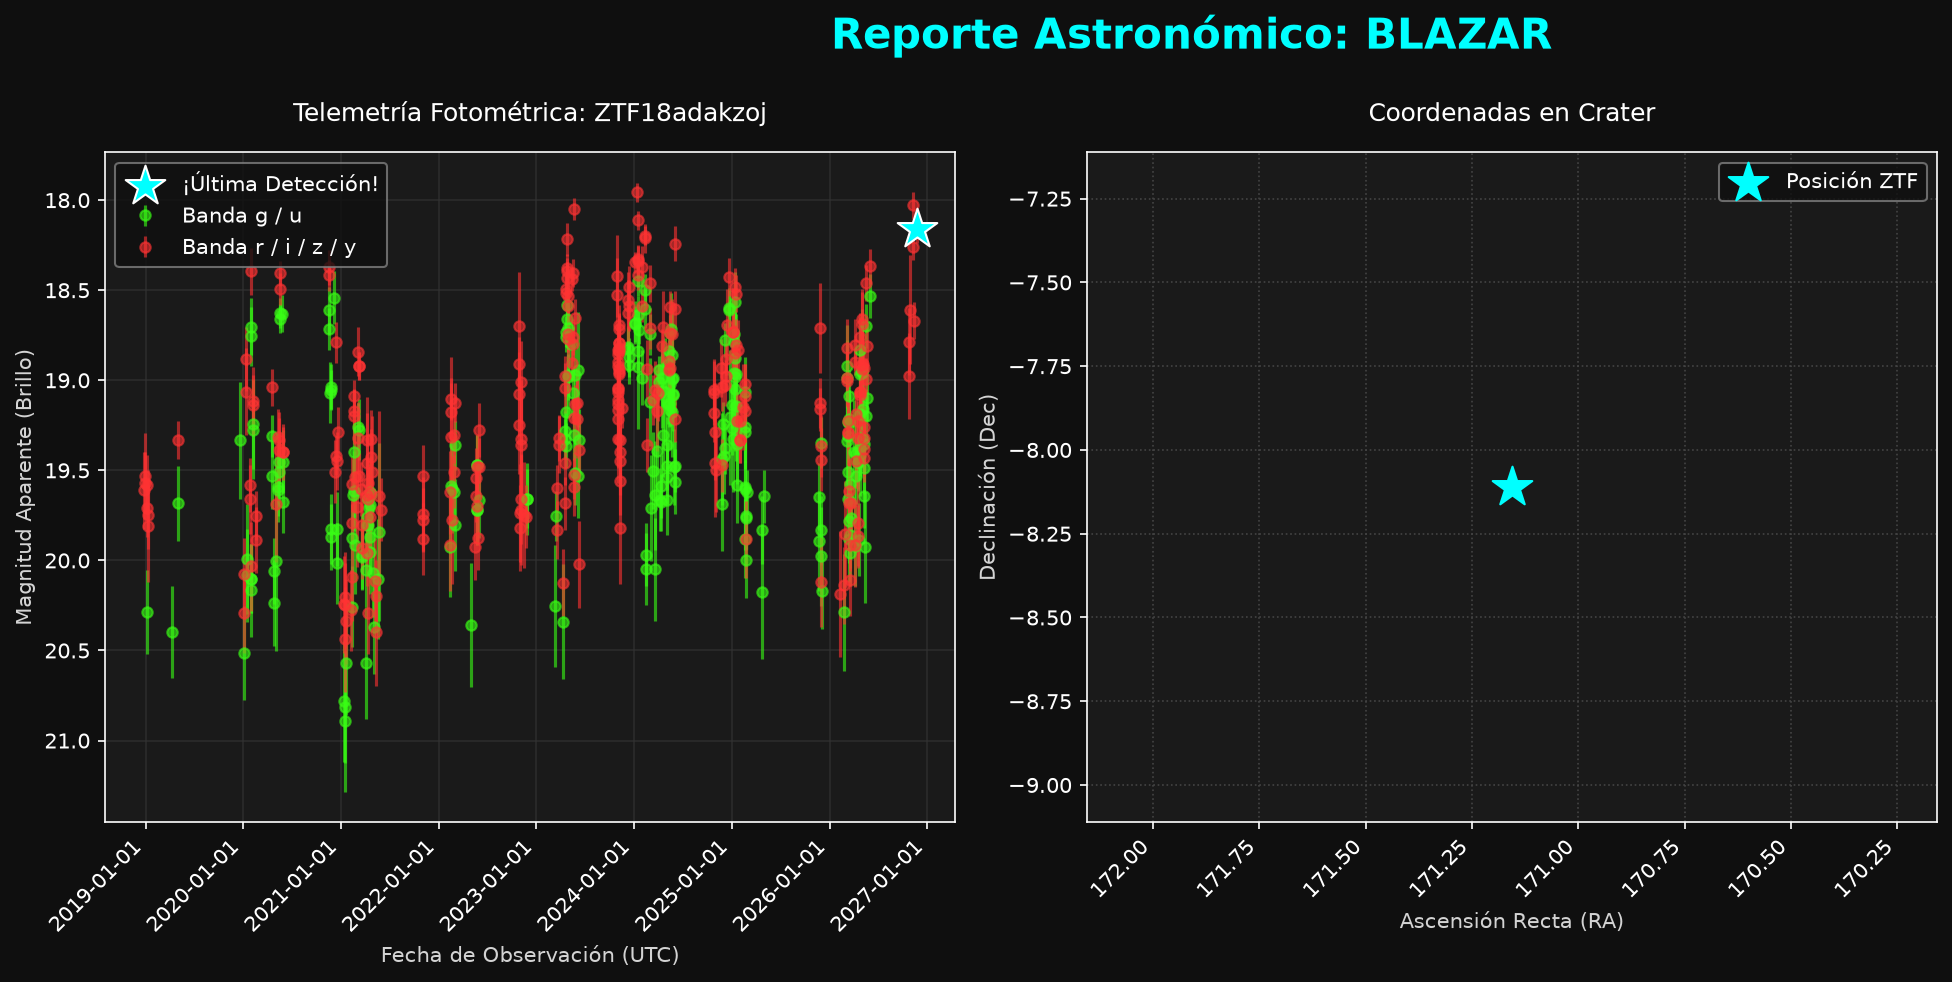 Reporte Astronómico: BLAZAR
Telemetría Fotométrica: ZTF18adakzoj
¡Última Detección!
Banda g / u
Banda r / i / z / y
Magnitud Aparente (Brillo)
18.0
18.5
19.0
19.5
20.0
20.5
21.0
2019-01-01
2020-01-01
2021-01-01
2022-01-01
2023-01-01
2024-01-01
2025-01-01
2026-01-01
2027-01-01
Fecha de Observación (UTC)
Coordenadas en Crater
Posición ZTF
Declinación (Dec)
−7.25
−7.50
−7.75
−8.00
−8.25
−8.50
−8.75
−9.00
172.00
171.75
171.50
171.25
171.00
170.75
170.50
170.25
Ascensión Recta (RA)